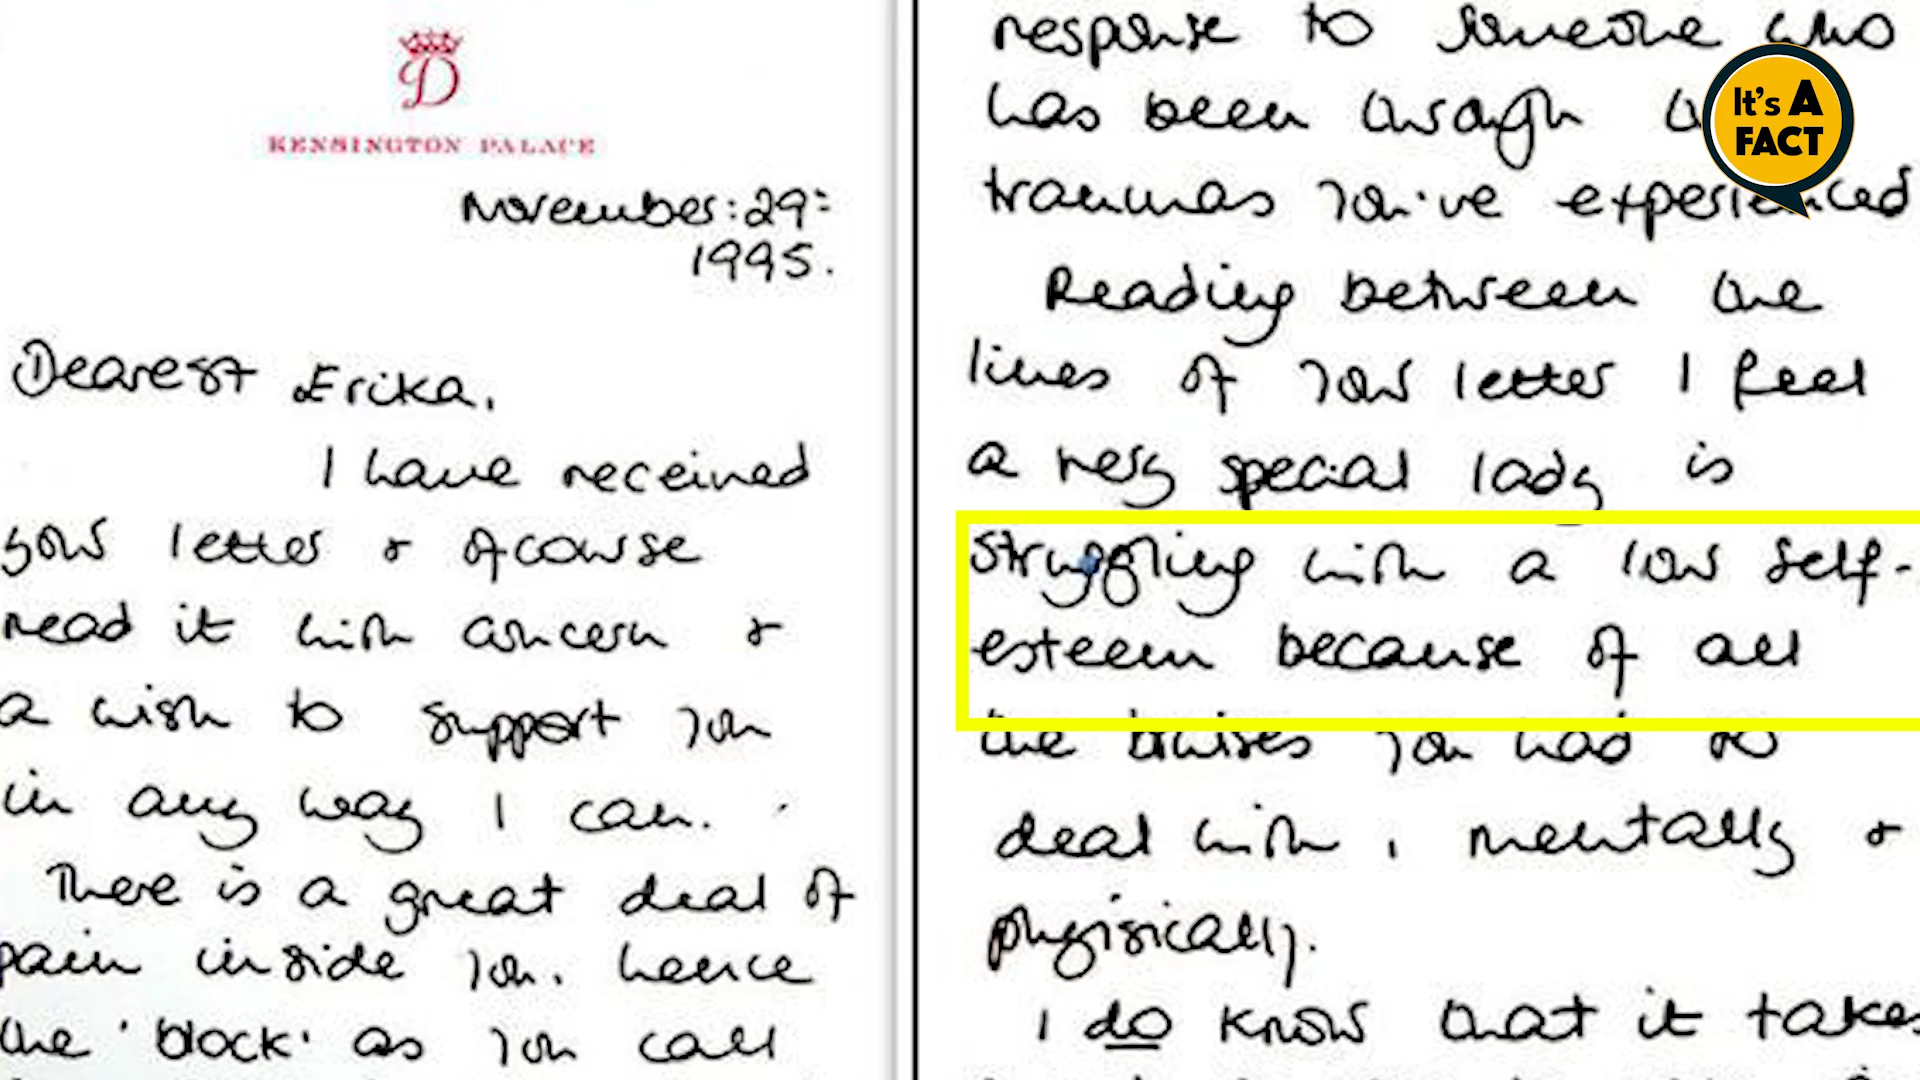 D
KENSINGTON PALACE
November: 29:
1995.
Dearest Erika,
I have received
your letter & ofcourse
read it with concern &
a wish to support you
in any way I can.
There is a great deal of
pain inside you, hence
the 'block' as you call
response to someone who
has been through
traumas you've experienced
Reading between the
lines of your letter I feel
a very special lady is
struggling with a low self-
esteem because of all
the bruises you had to
deal with, mentally &
physically.
I do know that it takes
It's A
FACT